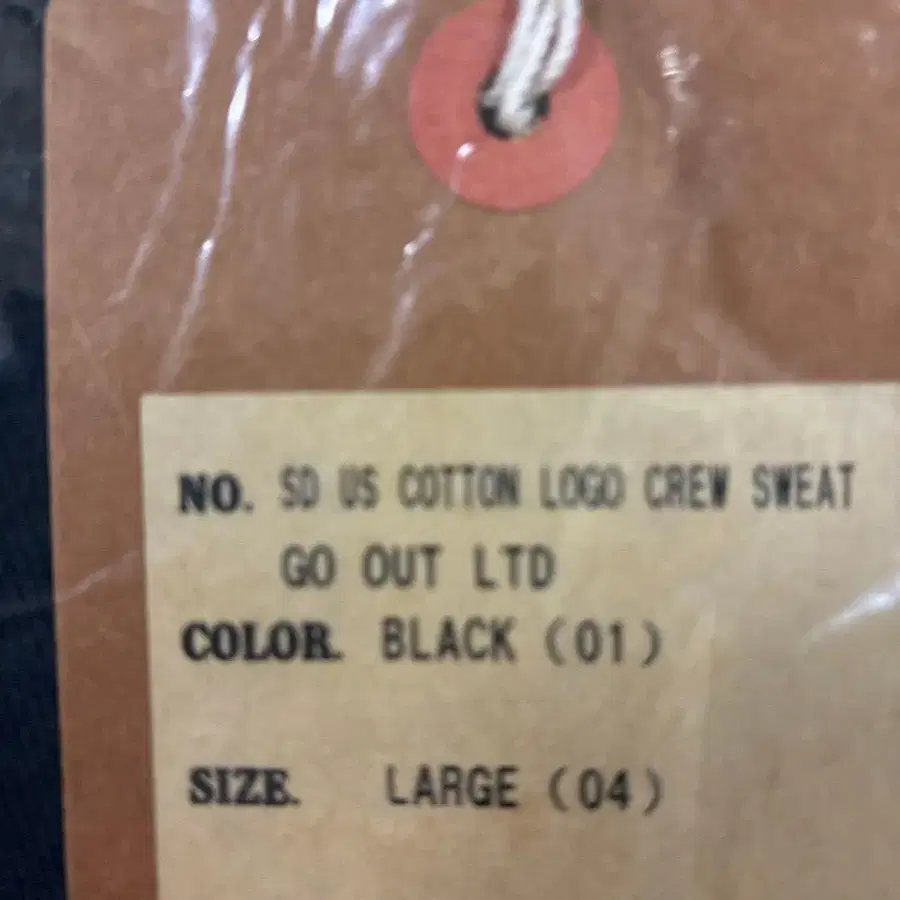 NO. SD US COTTON LOGO CREW SWEAT
GO OUT LTD
COLOR. BLACK (01)
SIZE. LARGE (04)